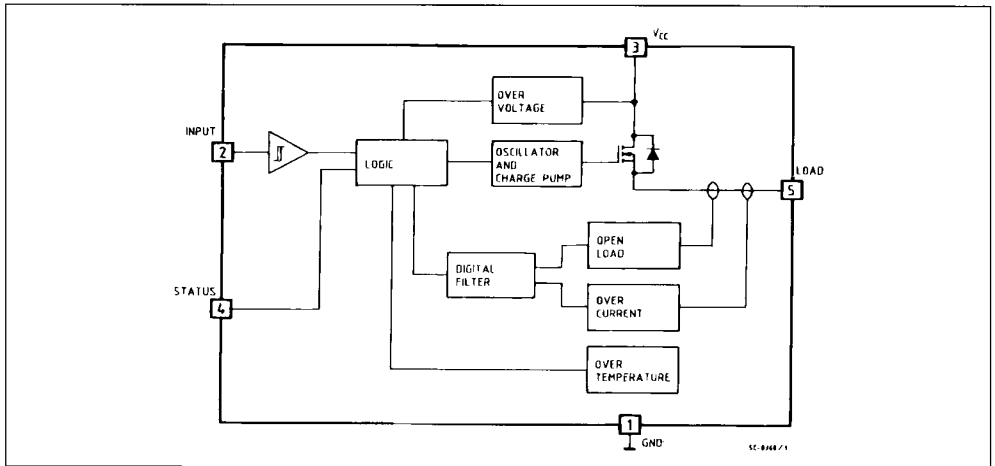 VCC
3
OVER
VOLTAGE
INPUT
2
LOGIC
OSCILLATOR
AND
CHARGE PUMP
LOAD
5
OPEN
LOAD
DIGITAL
FILTER
STATUS
4
OVER
CURRENT
OVER
TEMPERATURE
1
GND